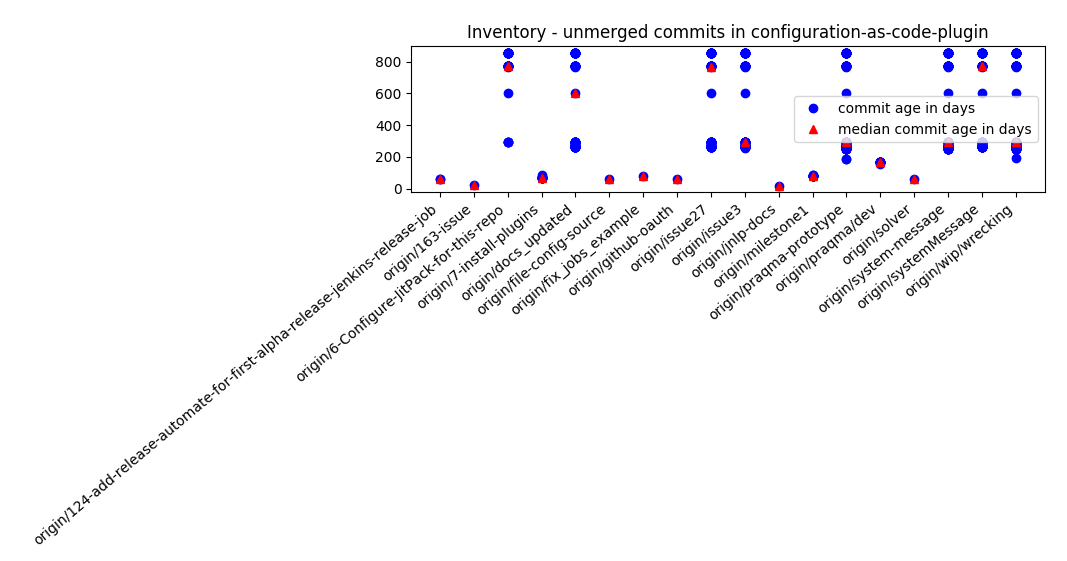 Inventory - unmerged commits in configuration-as-code-plugin
800
600
400
200
0
commit age in days
median commit age in days
origin/124-add-release-automate-for-first-alpha-release-jenkins-release-job
origin/163-issue
origin/6-Configure-JitPack-for-this-repo
origin/7-install-plugins
origin/docs_updated
origin/file-config-source
origin/fix_jobs_example
origin/github-oauth
origin/issue27
origin/issue3
origin/jnlp-docs
origin/milestone1
origin/praqma-prototype
origin/praqma/dev
origin/solver
origin/system-message
origin/systemMessage
origin/wip/wrecking